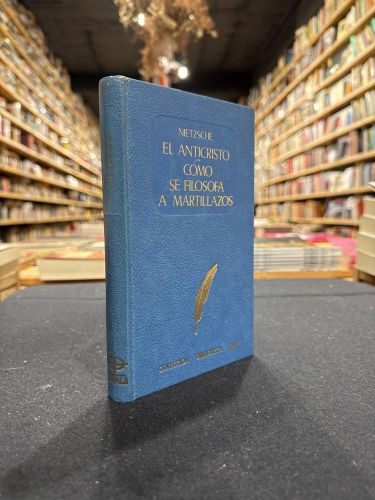 NIETZSCHE
EL ANTICRISTO
CÓMO
SE FILOSOFA
A MARTILLAZOS